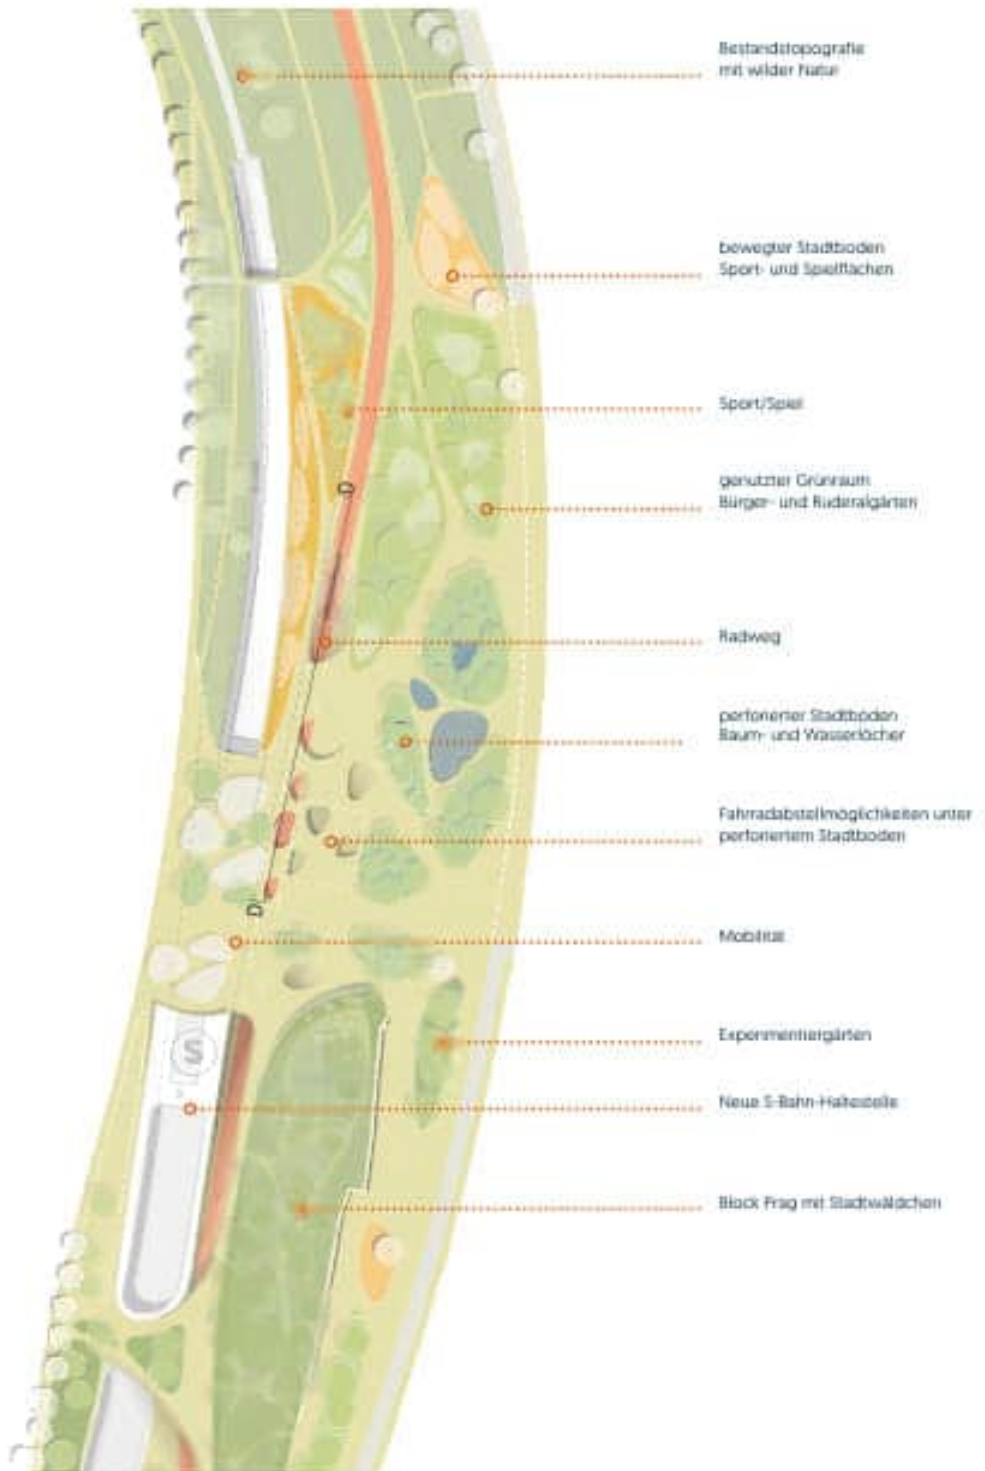 Bestandstopografie
mit wilder Natur
bewegter Stadtboden
Sport- und Spielflächen
Sport/Spiel
genutzter Grünraum
Bürger- und Ruderalgärten
D
Radweg
perforierter Stadtboden
Baum- und Wasserlöcher
Fahrradabstellmöglichkeiten unter
perforiertem Stadtboden
D
Mobilität
Experimentiergärten
S
Neue S-Bahn-Haltestelle
Block Prag mit Stadtwäldchen